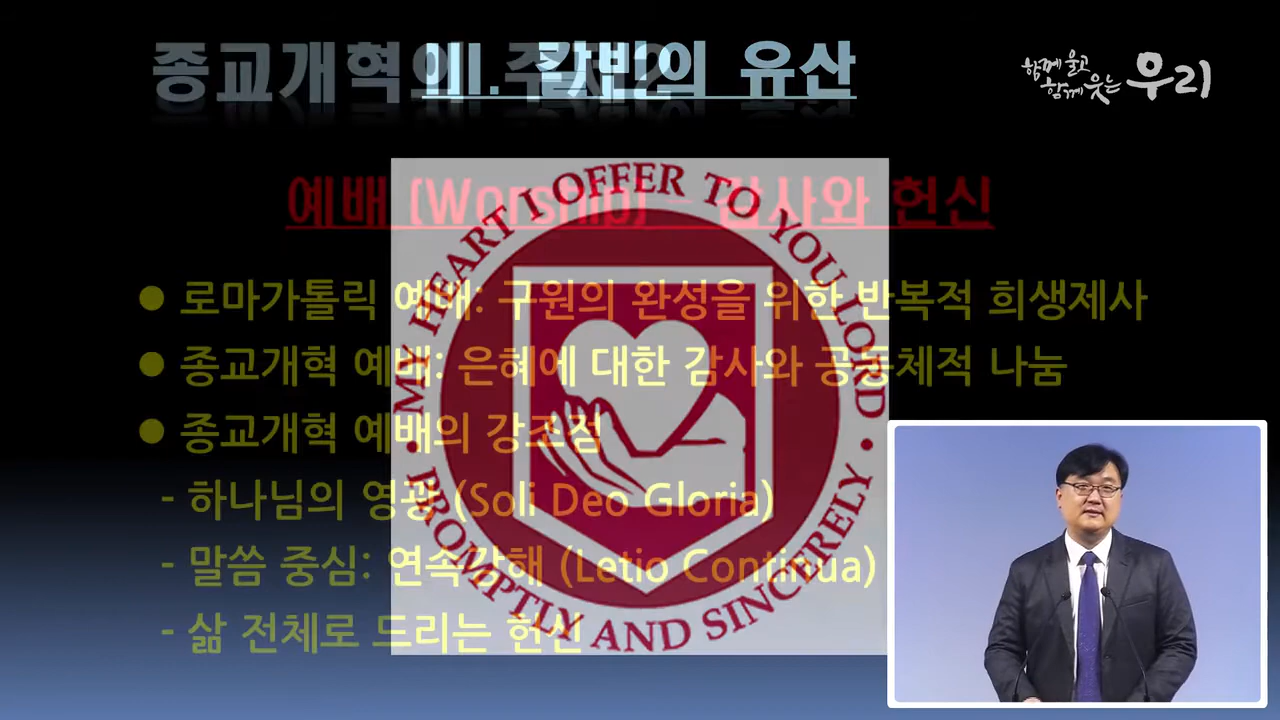 종교개혁의 주제2
III. 칼빈의 유산
함께 울고
함께 웃는 우리
예배 (Worship) - 감사와 헌신
MY HEART I OFFER TO YOU LORD
• PROMPTLY AND SINCERELY •
● 로마가톨릭 예배: 구원의 완성을 위한 반복적 희생제사
● 종교개혁 예배: 은혜에 대한 감사와 공동체적 나눔
● 종교개혁 예배의 강조점
- 하나님의 영광 (Soli Deo Gloria)
- 말씀 중심: 연속강해 (Letio Continua)
- 삶 전체로 드리는 헌신